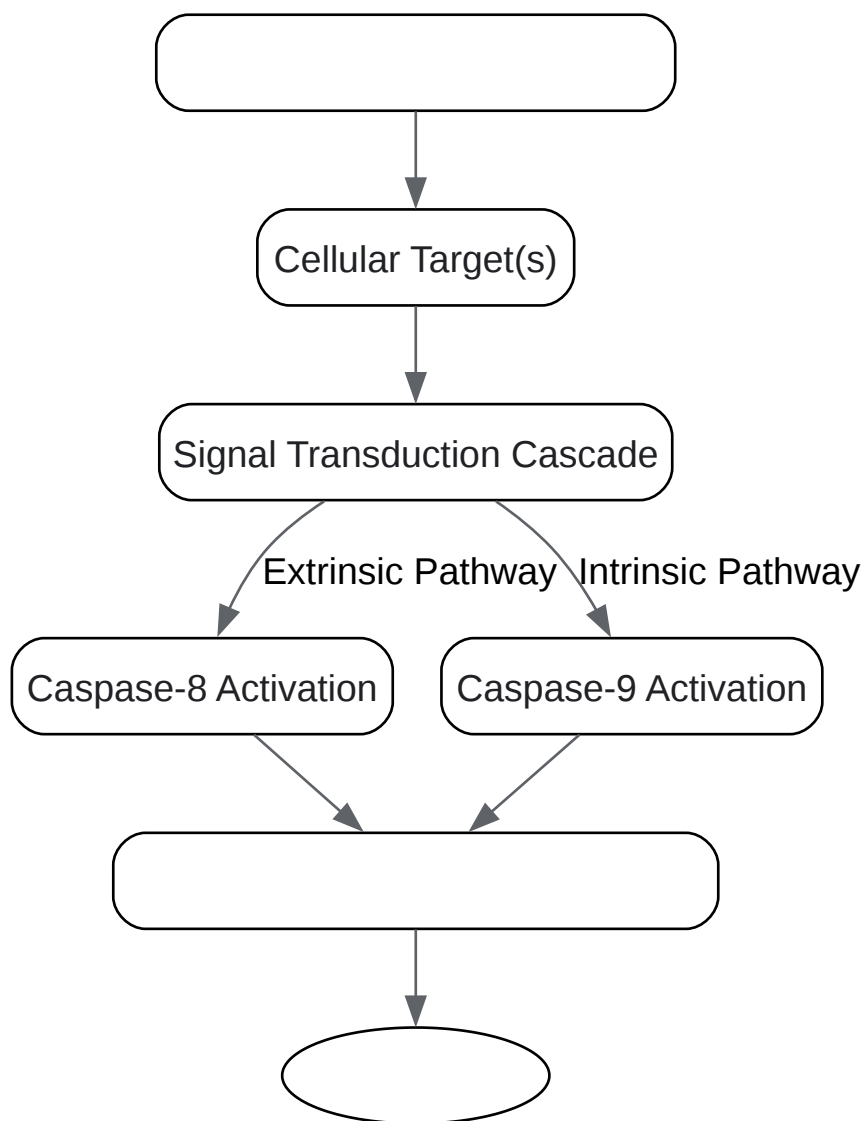 Cellular Target(s)
Signal Transduction Cascade
Extrinsic Pathway
Intrinsic Pathway
Caspase-8 Activation
Caspase-9 Activation